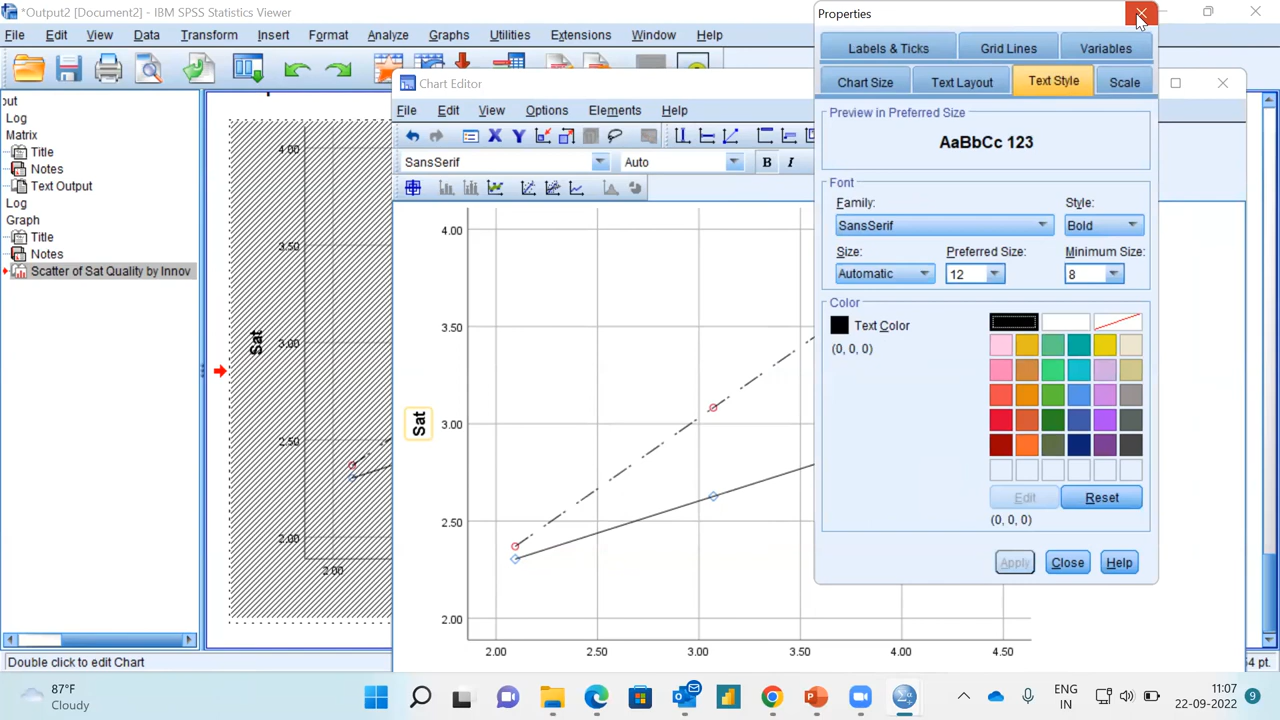 *Output2 [Document2] - IBM SPSS Statistics Viewer
File Edit View Data Transform Insert Format Analyze Graphs Utilities Extensions Window Help
out
Log
Matrix
Title
Notes
Text Output
Log
Graph
Title
Notes
Scatter of Sat Quality by Innov
4.00
3.50
3.00
2.50
2.00
2.00
Sat
Chart Editor
File Edit View Options Elements Help
X Y
SansSerif Auto B I
4.00
3.50
3.00
2.50
2.00
Sat
2.00 2.50 3.00 3.50 4.00 4.50
Properties
Labels & Ticks Grid Lines Variables
Chart Size Text Layout Text Style Scale
Preview in Preferred Size
AaBbCc 123
Font
Family: Style:
SansSerif Bold
Size: Preferred Size: Minimum Size:
Automatic 12 8
Color
Text Color
(0, 0, 0)
Edit Reset
(0, 0, 0)
Apply Close Help
Double click to edit Chart
4 pt.
87°F
Cloudy
ENG
IN
11:07
22-09-2022
9